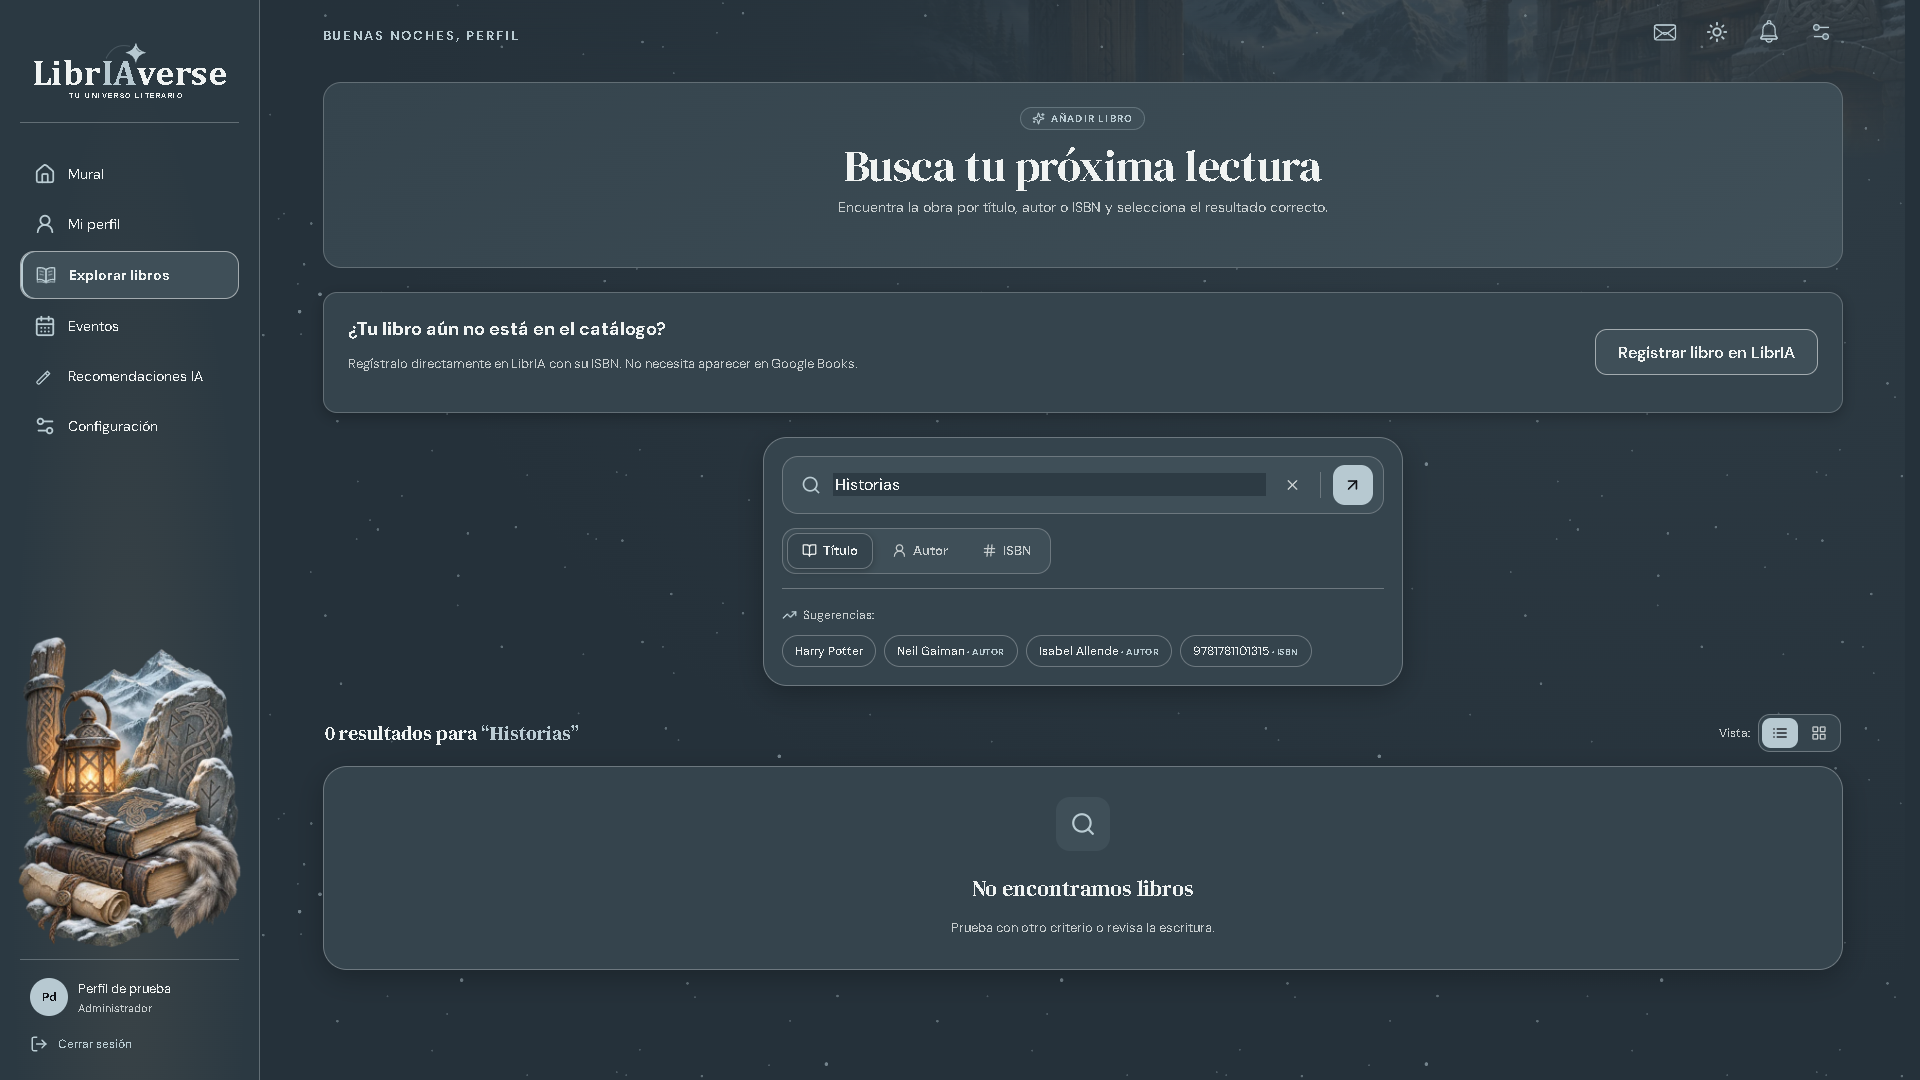 LibrIAverse
TU UNIVERSO LITERARIO
Mural
Mi perfil
Explorar libros
Eventos
Recomendaciones IA
Configuración
Pd
Perfil de prueba
Administrador
Cerrar sesión
BUENAS NOCHES, PERFIL
AÑADIR LIBRO
Busca tu próxima lectura
Encuentra la obra por título, autor o ISBN y selecciona el resultado correcto.
¿Tu libro aún no está en el catálogo?
Regístralo directamente en LibrIA con su ISBN. No necesita aparecer en Google Books.
Registrar libro en LibrIA
Historias
Título Autor ISBN
Sugerencias:
Harry Potter Neil Gaiman · AUTOR Isabel Allende · AUTOR 9781781101315 · ISBN
0 resultados para “Historias”
Vista:
No encontramos libros
Prueba con otro criterio o revisa la escritura.